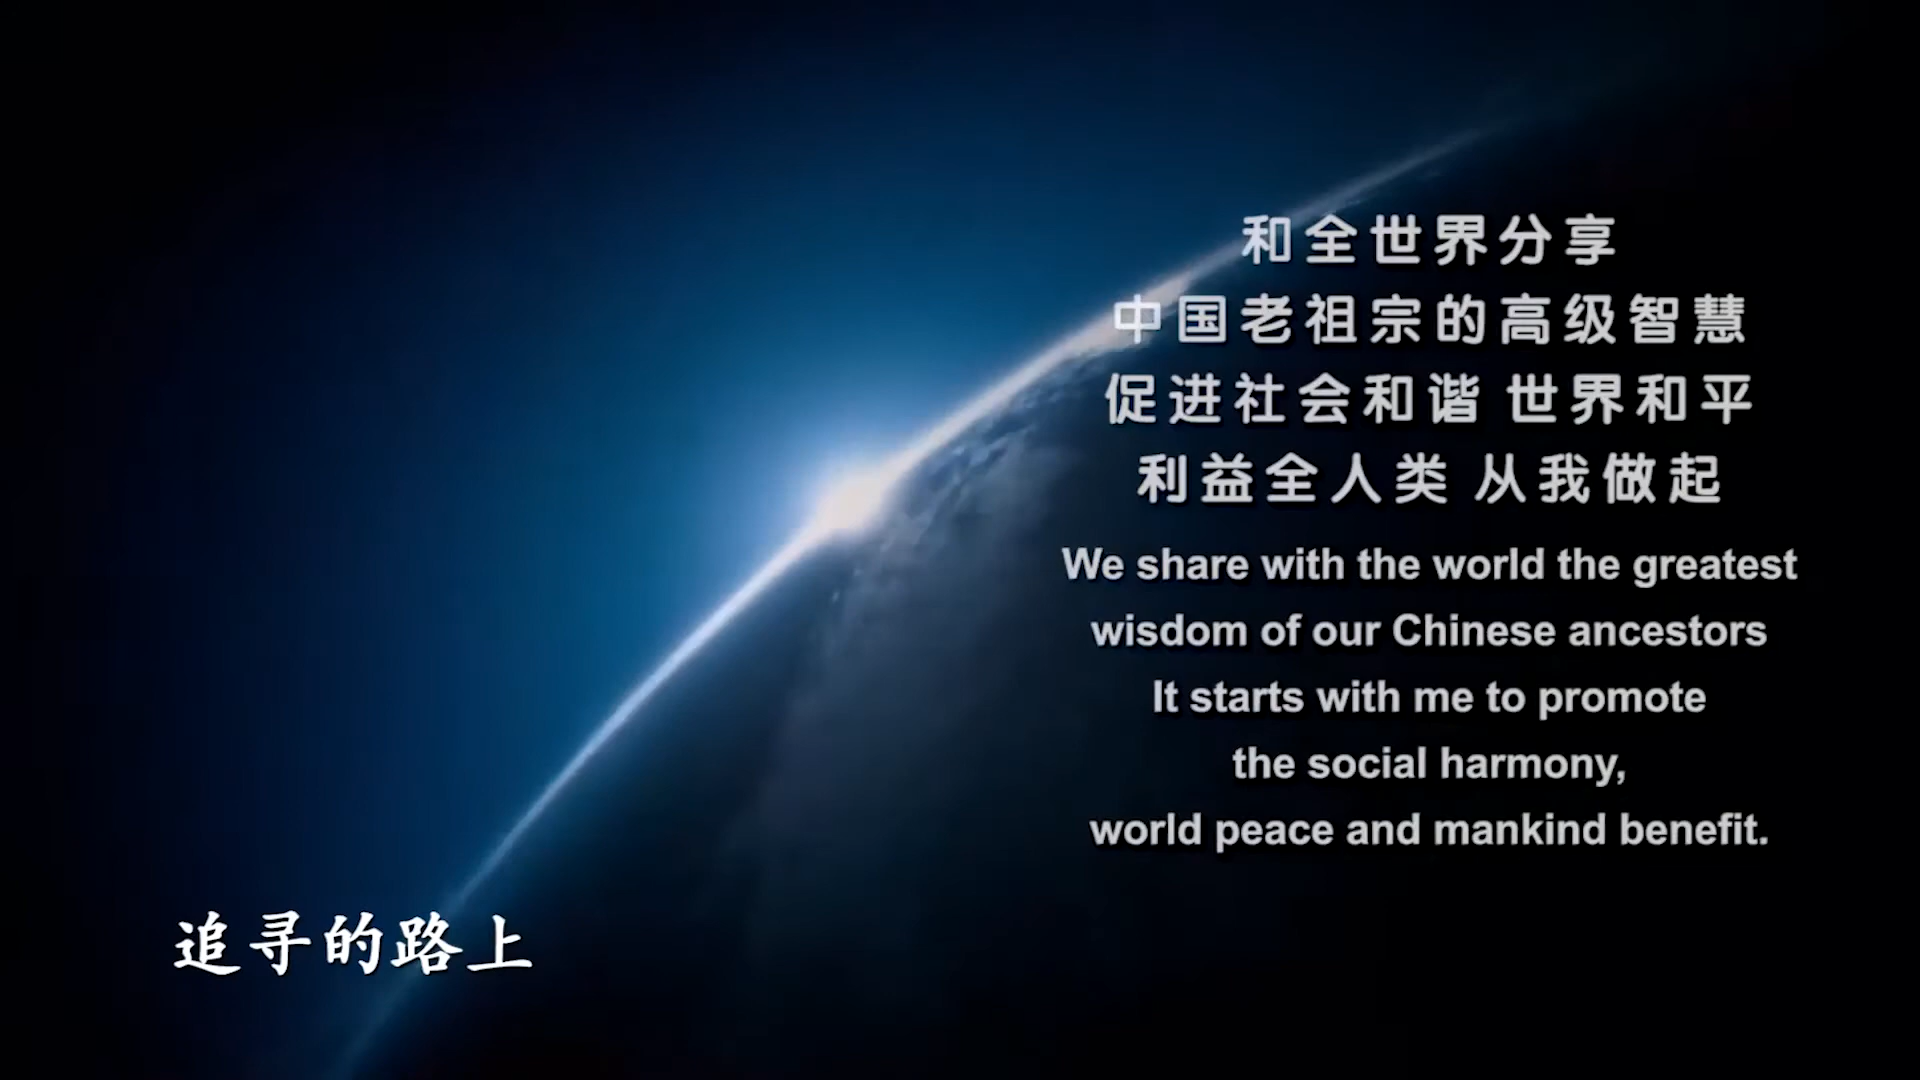 和全世界分享
中国老祖宗的高级智慧
促进社会和谐 世界和平
利益全人类 从我做起
We share with the world the greatest
wisdom of our Chinese ancestors
It starts with me to promote
the social harmony,
world peace and mankind benefit.
追寻的路上